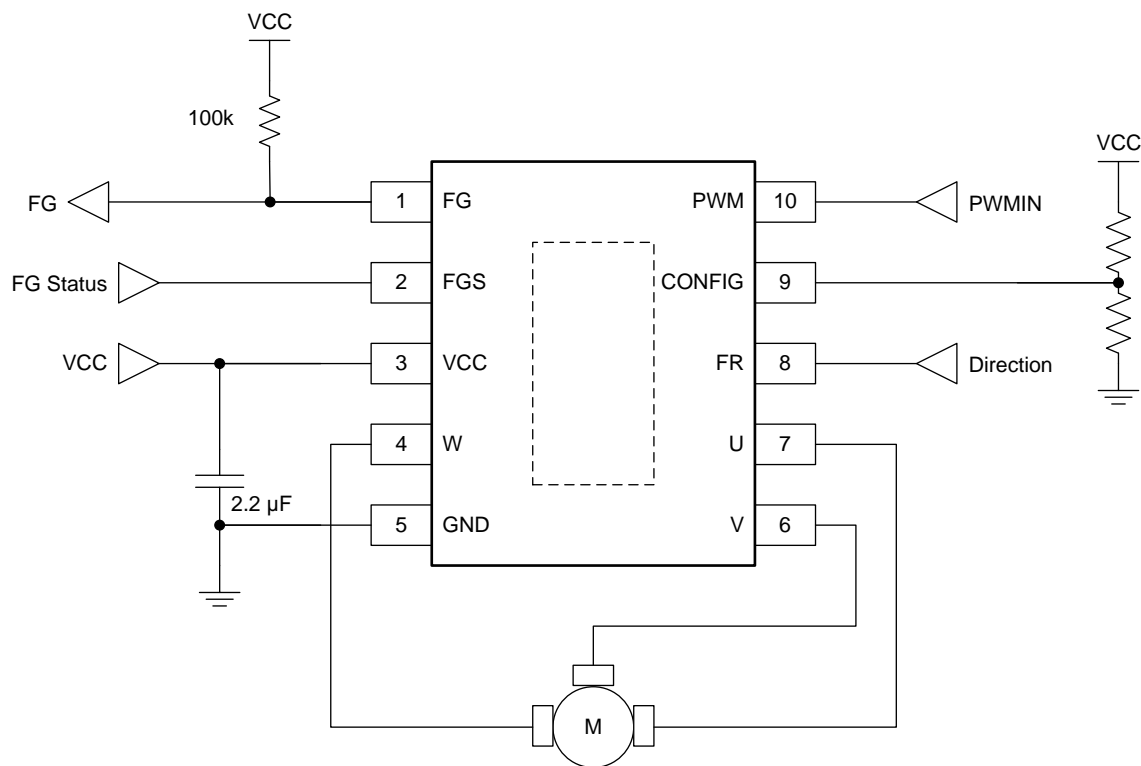 VCC
100k
VCC
FG
1
FG
PWM
10
PWMIN
FG Status
2
FGS
CONFIG
9
VCC
3
VCC
FR
8
Direction
4
W
U
7
2.2 µF
5
GND
V
6
M